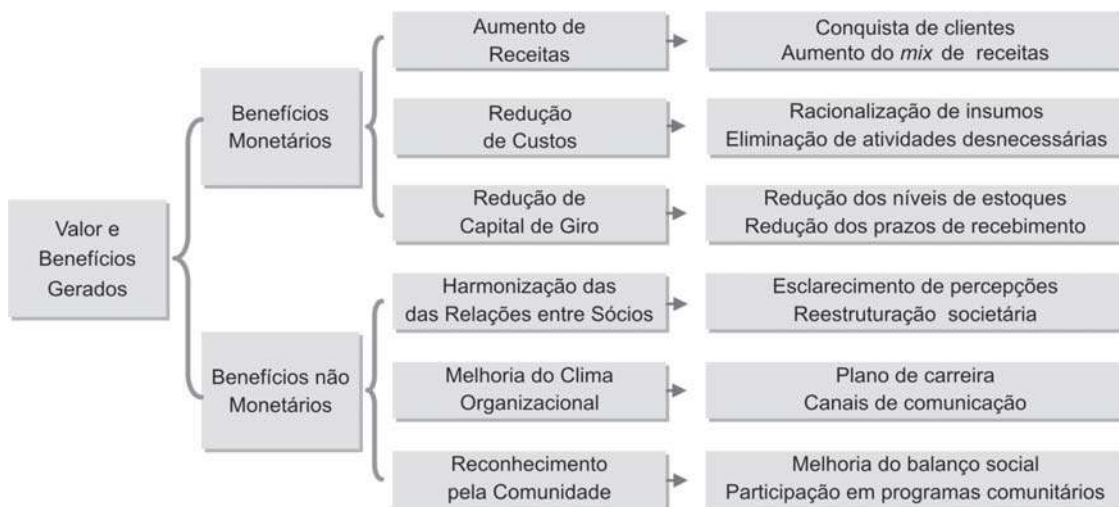 Valor e
Benefícios
Gerados
Benefícios
Monetários
Aumento de
Receitas
Conquista de clientes
Aumento do mix de receitas
Redução
de Custos
Racionalização de insumos
Eliminação de atividades desnecessárias
Redução de
Capital de Giro
Redução dos níveis de estoques
Redução dos prazos de recebimento
Benefícios não
Monetários
Harmonização das
das Relações entre Sócios
Esclarecimento de percepções
Reestruturação societária
Melhoria do Clima
Organizacional
Plano de carreira
Canais de comunicação
Reconhecimento
pela Comunidade
Melhoria do balanço social
Participação em programas comunitários